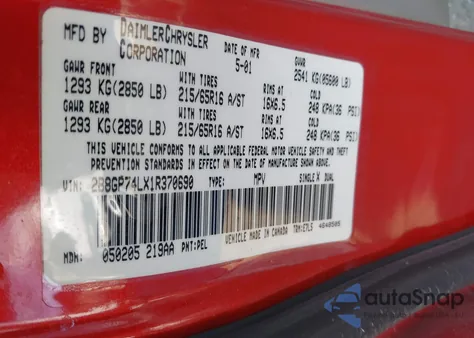 MFD BY DAIMLERCHRYSLER CORPORATION DATE OF MFR 5-01 GVWR 2541 KG(05600 LB)
GAWR FRONT WITH TIRES RIMS AT COLD
1293 KG(2850 LB) 215/65R16 A/ST 16X6.5 248 KPA(36 PSI)
GAWR REAR WITH TIRES RIMS AT COLD
1293 KG(2850 LB) 215/65R16 A/ST 16X6.5 248 KPA(36 PSI)
THIS VEHICLE CONFORMS TO ALL APPLICABLE FEDERAL MOTOR VEHICLE SAFETY AND THEFT
PREVENTION STANDARDS IN EFFECT ON THE DATE OF MANUFACTURE SHOWN ABOVE.
VIN: 2B8GP74LX1R370690 TYPE: MPV SINGLE X DUAL
VEHICLE MADE IN CANADA TRM:E7L5
MDH: 050205 219AA PNT:PEL
autoSnap